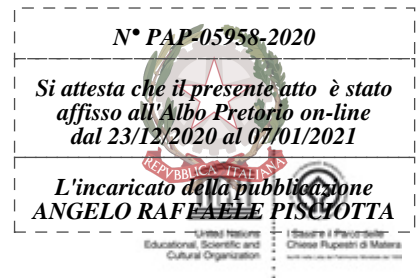 N° PAP-05958-2020
Si attesta che il presente atto è stato
affisso all'Albo Pretorio on-line
dal 23/12/2020 al 07/01/2021
REPVBBLICA ITALIANA
L'incaricato della pubblicazione
ANGELO RAFFAELE PISCIOTTA
United Nations
Educational, Scientific and
Cultural Organization
I Sassi e il Parco delle
Chiese Rupestri di Matera